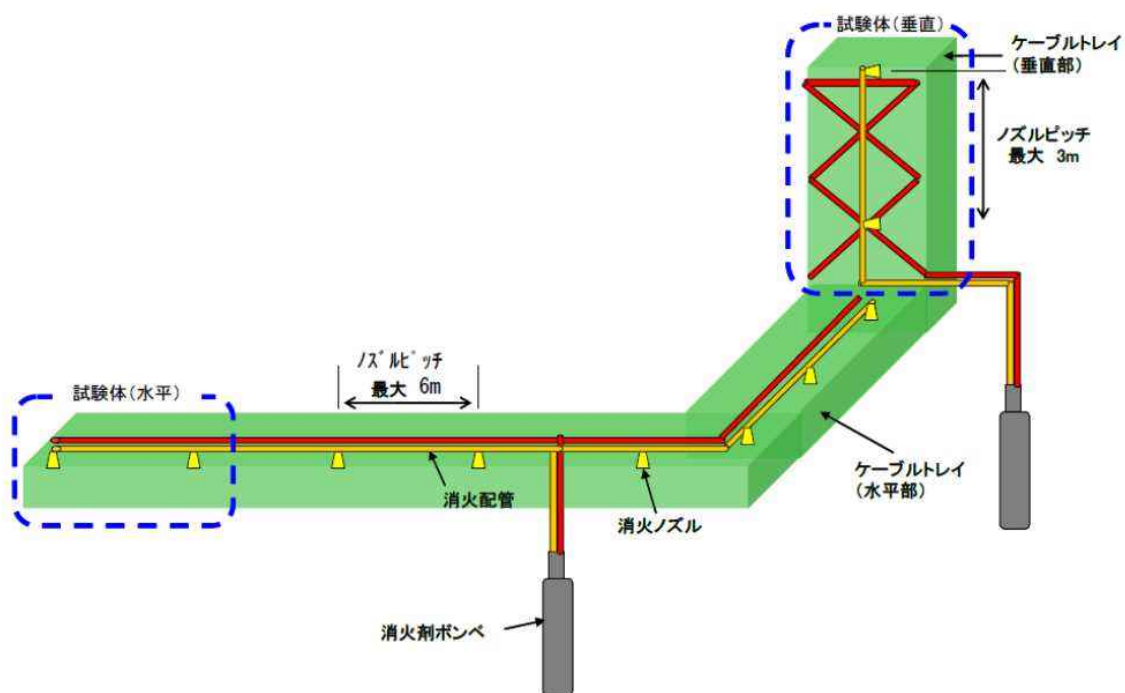 試験体(垂直)
ケーブルトレイ
(垂直部)
ノズルピッチ
最大 3m
ノズルピッチ
最大 6m
試験体(水平)
ケーブルトレイ
(水平部)
消火配管
消火ノズル
消火剤ボンベ